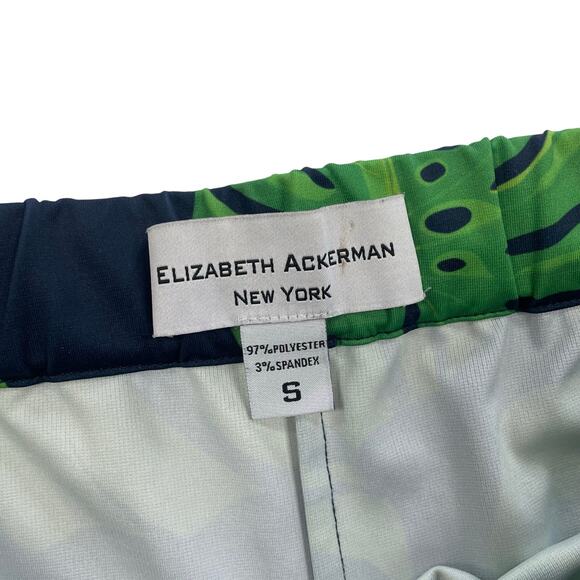 ELIZABETH ACKERMAN
NEW YORK
97% POLYESTER
3% SPANDEX
S